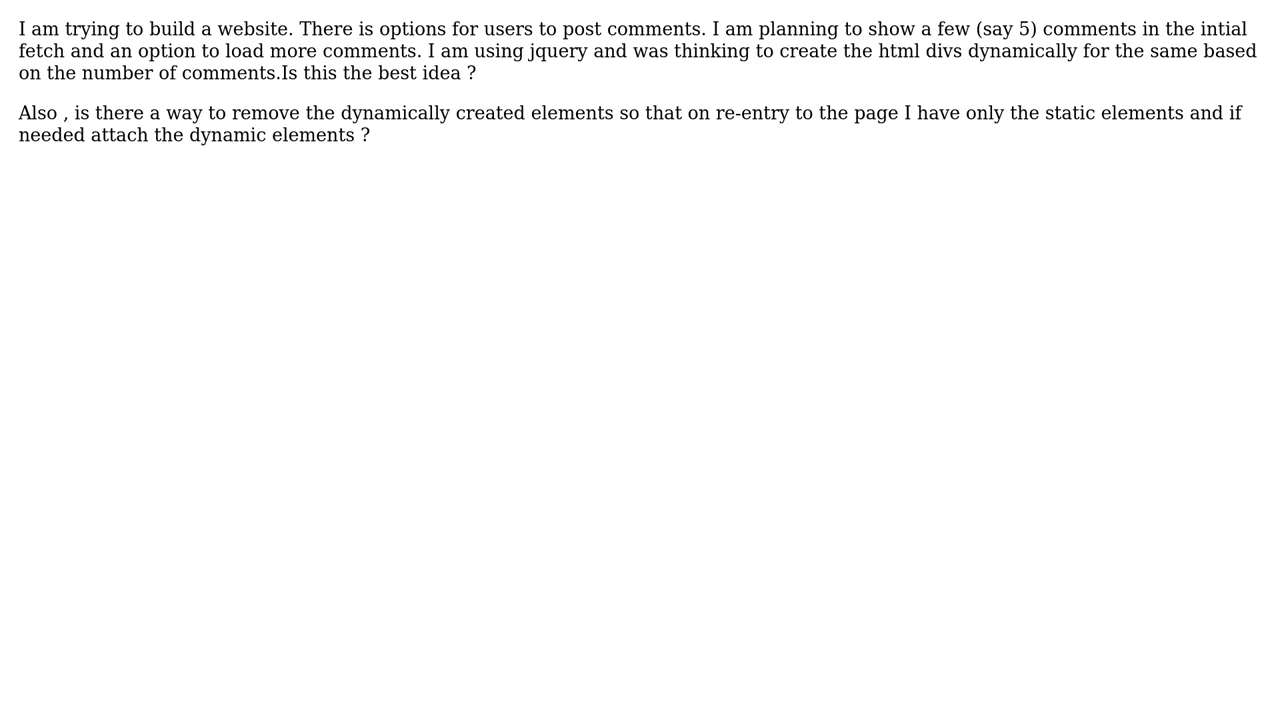 I am trying to build a website. There is options for users to post comments. I am planning to show a few (say 5) comments in the intial
fetch and an option to load more comments. I am using jquery and was thinking to create the html divs dynamically for the same based
on the number of comments.Is this the best idea ?
Also , is there a way to remove the dynamically created elements so that on re-entry to the page I have only the static elements and if
needed attach the dynamic elements ?